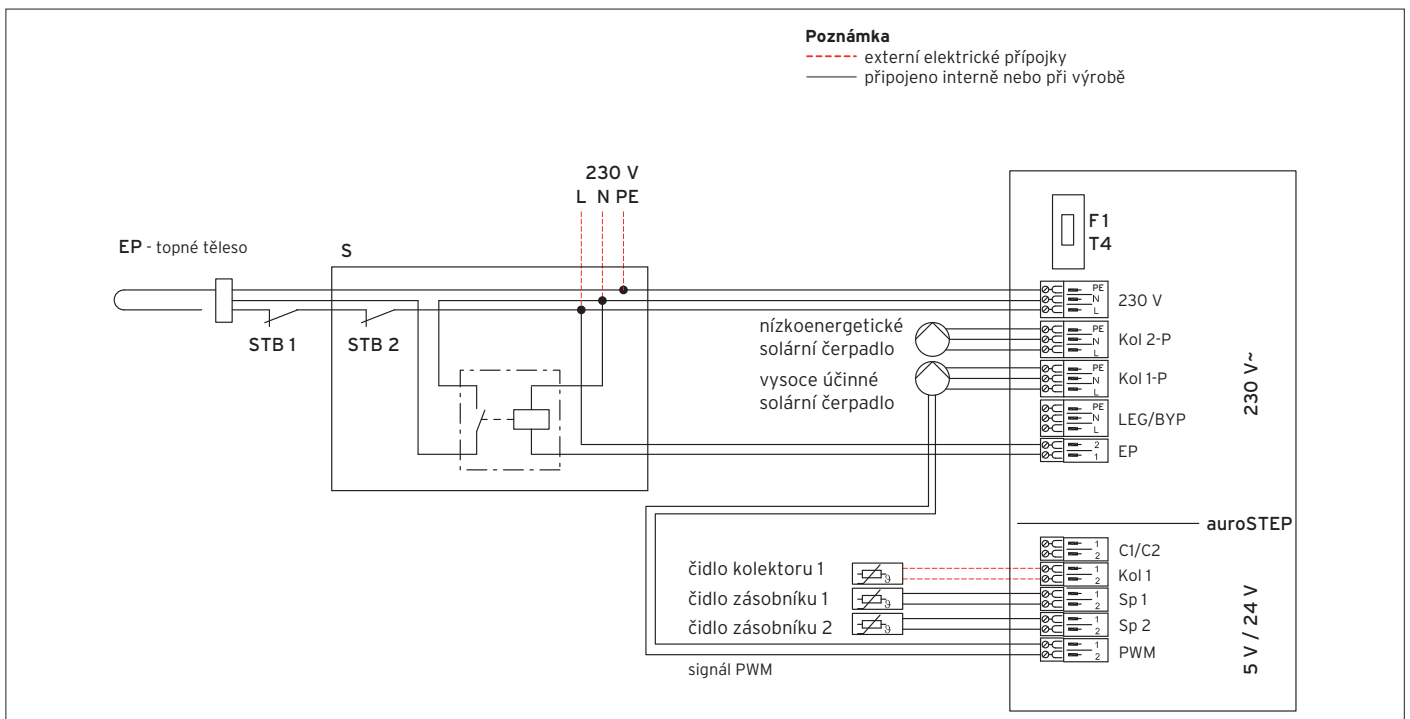 Poznámka
externí elektrické přípojky
připojeno interně nebo při výrobě
230 V
L N PE
EP - topné těleso
S
STB 1
STB 2
F1
T4
PE
N
L
230 V
nízkoenergetické
solární čerpadlo
PE
N
L
Kol 2-P
vysoce účinné
solární čerpadlo
PE
N
L
Kol 1-P
PE
N
L
LEG/BYP
2
1
EP
230 V~
auroSTEP
1
2
C1/C2
čidlo kolektoru 1
ϑ
1
2
Kol 1
čidlo zásobníku 1
ϑ
1
2
Sp 1
čidlo zásobníku 2
ϑ
1
2
Sp 2
1
2
PWM
signál PWM
5 V / 24 V